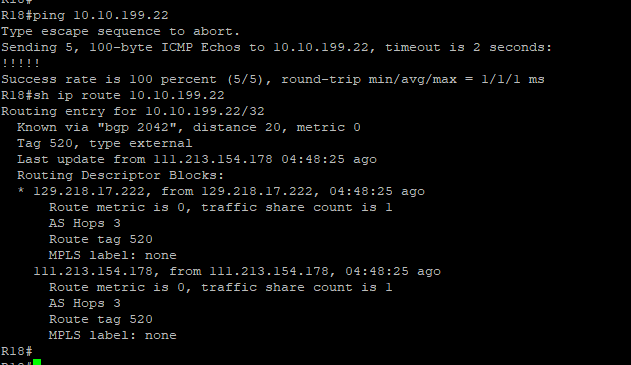 R18#
R18#ping 10.10.199.22
Type escape sequence to abort.
Sending 5, 100-byte ICMP Echos to 10.10.199.22, timeout is 2 seconds:
!!!!!
Success rate is 100 percent (5/5), round-trip min/avg/max = 1/1/1 ms
R18#sh ip route 10.10.199.22
Routing entry for 10.10.199.22/32
  Known via "bgp 2042", distance 20, metric 0
  Tag 520, type external
  Last update from 111.213.154.178 04:48:25 ago
  Routing Descriptor Blocks:
  * 129.218.17.222, from 129.218.17.222, 04:48:25 ago
      Route metric is 0, traffic share count is 1
      AS Hops 3
      Route tag 520
      MPLS label: none
    111.213.154.178, from 111.213.154.178, 04:48:25 ago
      Route metric is 0, traffic share count is 1
      AS Hops 3
      Route tag 520
      MPLS label: none
R18#
R18#